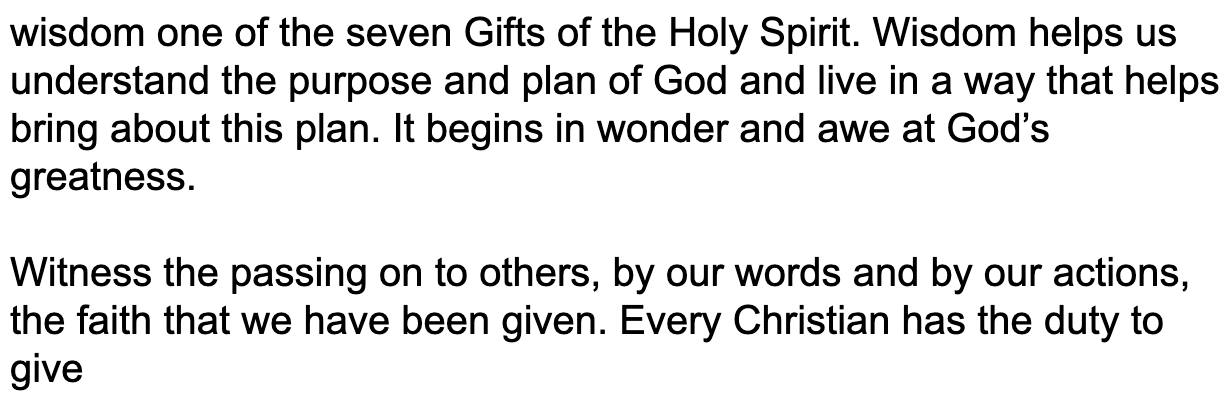 wisdom one of the seven Gifts of the Holy Spirit. Wisdom helps us
understand the purpose and plan of God and live in a way that helps
bring about this plan. It begins in wonder and awe at God’s
greatness.
Witness the passing on to others, by our words and by our actions,
the faith that we have been given. Every Christian has the duty to
give